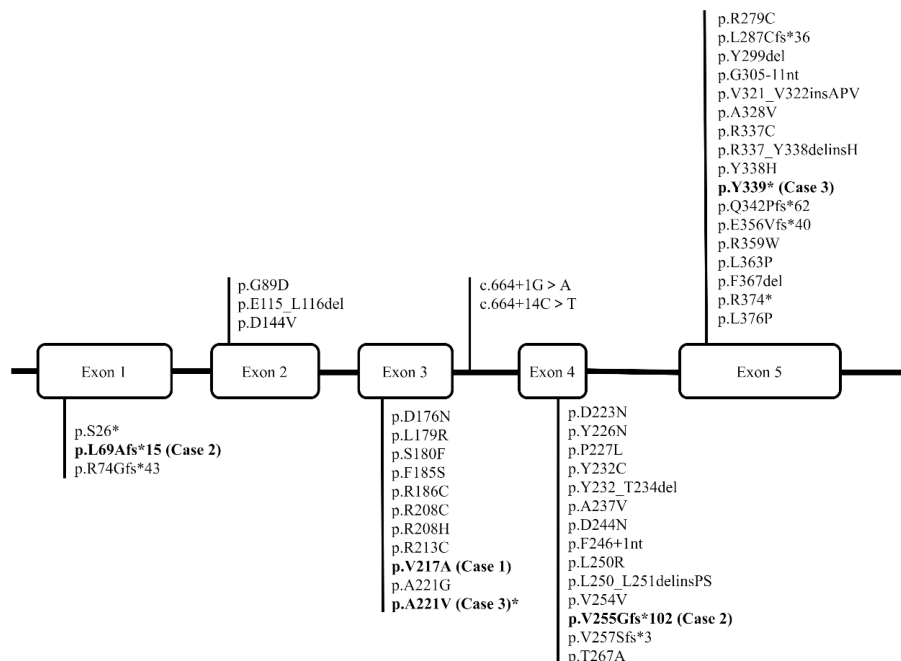 p.R279C
p.L287Cfs*36
p.Y299del
p.G305-11nt
p.V321_V322insAPV
p.A328V
p.R337C
p.R337_Y338delinsH
p.Y338H
p.Y339* (Case 3)
p.Q342Pfs*62
p.E356Vfs*40
p.R359W
p.L363P
p.F367del
p.R374*
p.L376P
p.G89D
p.E115_L116del
p.D144V
c.664+1G > A
c.664+14C > T
Exon 1
Exon 2
Exon 3
Exon 4
Exon 5
p.S26*
p.L69Afs*15 (Case 2)
p.R74Gfs*43
p.D176N
p.L179R
p.S180F
p.F185S
p.R186C
p.R208C
p.R208H
p.R213C
p.V217A (Case 1)
p.A221G
p.A221V (Case 3)*
p.D223N
p.Y226N
p.P227L
p.Y232C
p.Y232_T234del
p.A237V
p.D244N
p.F246+1nt
p.L250R
p.L250_L251delinsPS
p.V254V
p.V255Gfs*102 (Case 2)
p.V257Sfs*3
p.T267A